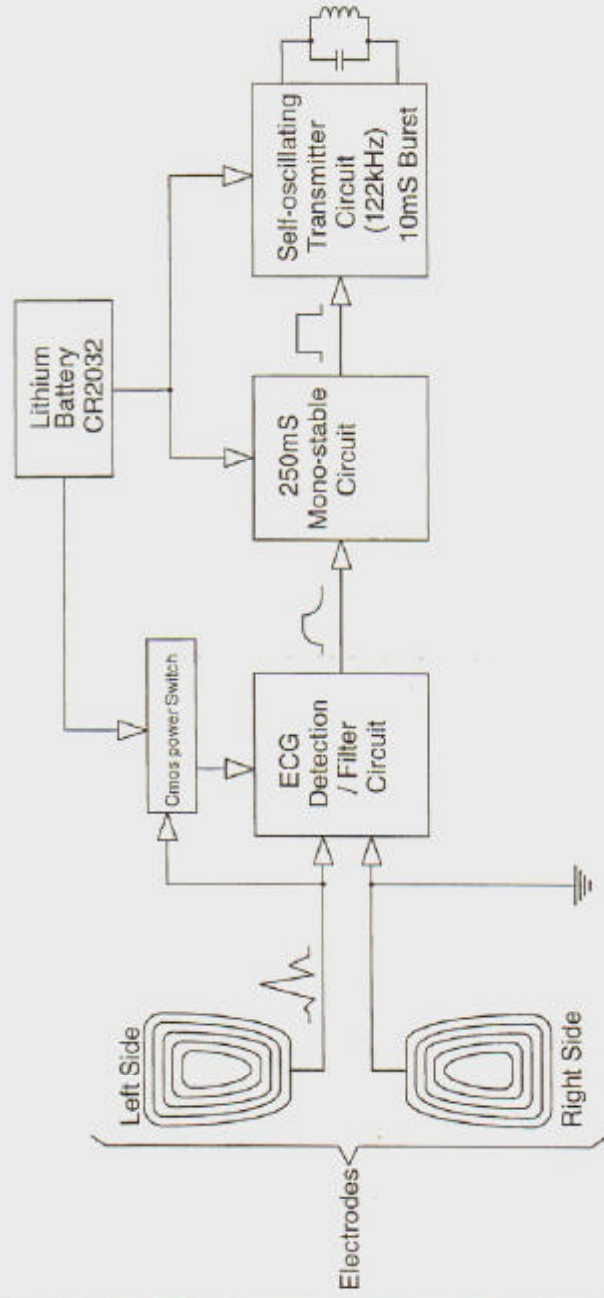 Electrodes
Left Side
Right Side
Cmos power Switch
ECG
Detection
/ Filter
Circuit
Lithium
Battery
CR2032
250mS
Mono-stable
Circuit
Self-oscillating
Transmitter
Circuit
(122kHz)
10mS Burst